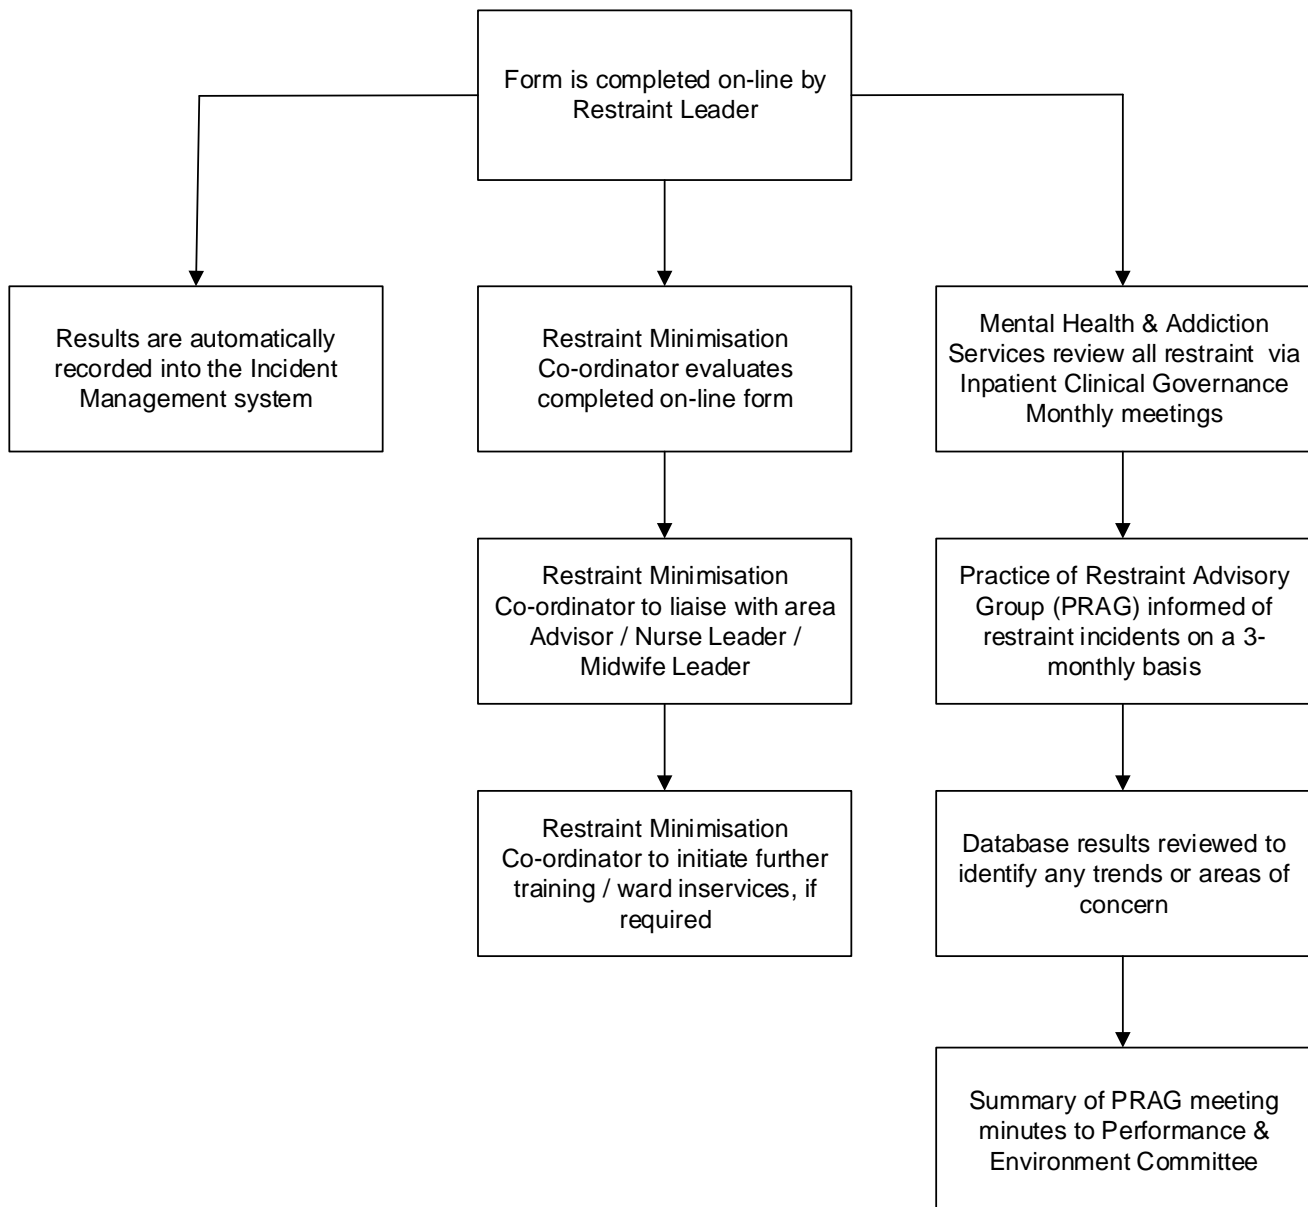 Form is completed on-line by
Restraint Leader
Results are automatically
recorded into the Incident
Management system
Restraint Minimisation
Co-ordinator evaluates
completed on-line form
Mental Health & Addiction
Services review all restraint via
Inpatient Clinical Governance
Monthly meetings
Restraint Minimisation
Co-ordinator to liaise with area
Advisor / Nurse Leader /
Midwife Leader
Practice of Restraint Advisory
Group (PRAG) informed of
restraint incidents on a 3-
monthly basis
Restraint Minimisation
Co-ordinator to initiate further
training / ward inservices, if
required
Database results reviewed to
identify any trends or areas of
concern
Summary of PRAG meeting
minutes to Performance &
Environment Committee